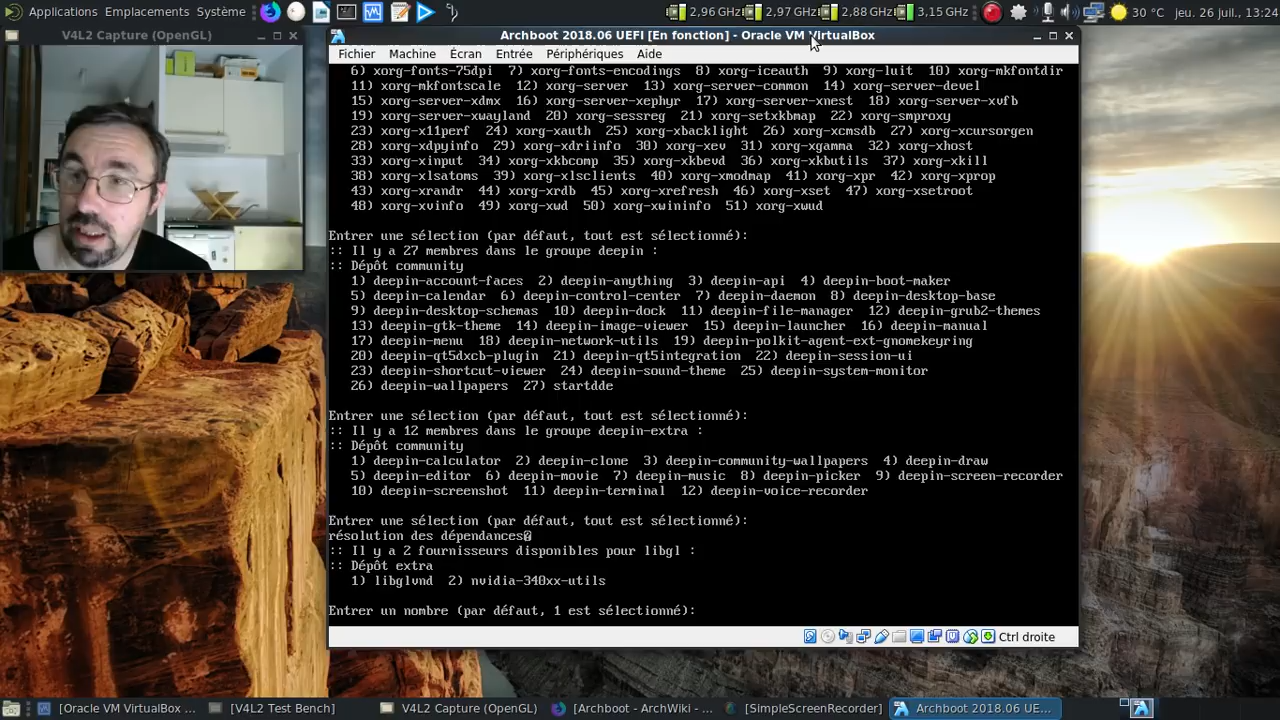 Applications Emplacements Système
2,96 GHz 2,97 GHz 2,88 GHz 3,15 GHz
30 °C jeu. 26 juil., 13:24
V4L2 Capture (OpenGL)
Archboot 2018.06 UEFI [En fonction] - Oracle VM VirtualBox
Fichier Machine Écran Entrée Périphériques Aide
6) xorg-fonts-75dpi 7) xorg-fonts-encodings 8) xorg-iceauth 9) xorg-luit 10) xorg-mkfontdir
11) xorg-mkfontscale 12) xorg-server 13) xorg-server-common 14) xorg-server-devel
15) xorg-server-xdmx 16) xorg-server-xephyr 17) xorg-server-xnest 18) xorg-server-xvfb
19) xorg-server-xwayland 20) xorg-sessreg 21) xorg-setxkbmap 22) xorg-smproxy
23) xorg-x11perf 24) xorg-xauth 25) xorg-xbacklight 26) xorg-xcmsdb 27) xorg-xcursorgen
28) xorg-xdpyinfo 29) xorg-xdriinfo 30) xorg-xev 31) xorg-xgamma 32) xorg-xhost
33) xorg-xinput 34) xorg-xkbcomp 35) xorg-xkbevd 36) xorg-xkbutils 37) xorg-xkill
38) xorg-xlsatoms 39) xorg-xlsclients 40) xorg-xmodmap 41) xorg-xpr 42) xorg-xprop
43) xorg-xrandr 44) xorg-xrdb 45) xorg-xrefresh 46) xorg-xset 47) xorg-xsetroot
48) xorg-xvinfo 49) xorg-xwd 50) xorg-xwininfo 51) xorg-xwud
Entrer une sélection (par défaut, tout est sélectionné):
:: Il y a 27 membres dans le groupe deepin :
:: Dépôt community
1) deepin-account-faces 2) deepin-anything 3) deepin-api 4) deepin-boot-maker
5) deepin-calendar 6) deepin-control-center 7) deepin-daemon 8) deepin-desktop-base
9) deepin-desktop-schemas 10) deepin-dock 11) deepin-file-manager 12) deepin-grub2-themes
13) deepin-gtk-theme 14) deepin-image-viewer 15) deepin-launcher 16) deepin-manual
17) deepin-menu 18) deepin-network-utils 19) deepin-polkit-agent-ext-gnomekeyring
20) deepin-qt5dxcb-plugin 21) deepin-qt5integration 22) deepin-session-ui
23) deepin-shortcut-viewer 24) deepin-sound-theme 25) deepin-system-monitor
26) deepin-wallpapers 27) startdde
Entrer une sélection (par défaut, tout est sélectionné):
:: Il y a 12 membres dans le groupe deepin-extra :
:: Dépôt community
1) deepin-calculator 2) deepin-clone 3) deepin-community-wallpapers 4) deepin-draw
5) deepin-editor 6) deepin-movie 7) deepin-music 8) deepin-picker 9) deepin-screen-recorder
10) deepin-screenshot 11) deepin-terminal 12) deepin-voice-recorder
Entrer une sélection (par défaut, tout est sélectionné):
résolution des dépendances�
:: Il y a 2 fournisseurs disponibles pour libgl :
:: Dépôt extra
1) libglvnd 2) nvidia-340xx-utils
Entrer un nombre (par défaut, 1 est sélectionné):
Ctrl droite
[Oracle VM VirtualBox ... [V4L2 Test Bench] V4L2 Capture (OpenGL) [Archboot - ArchWiki - ... [SimpleScreenRecorder] Archboot 2018.06 UE...